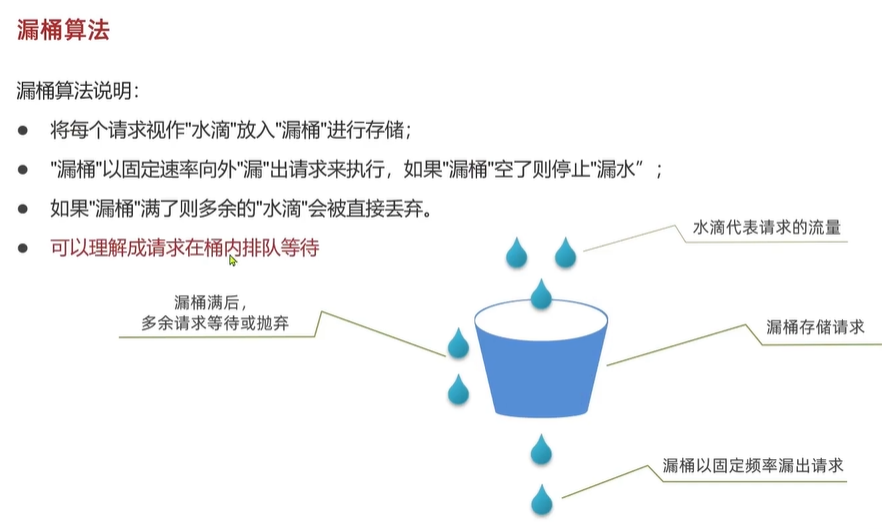 漏桶算法
漏桶算法说明：
● 将每个请求视作"水滴"放入"漏桶"进行存储；
● "漏桶"以固定速率向外"漏"出请求来执行，如果"漏桶"空了则停止"漏水”；
● 如果"漏桶"满了则多余的"水滴"会被直接丢弃。
● 可以理解成请求在桶内排队等待
水滴代表请求的流量
漏桶满后，
多余请求等待或抛弃
漏桶存储请求
漏桶以固定频率漏出请求